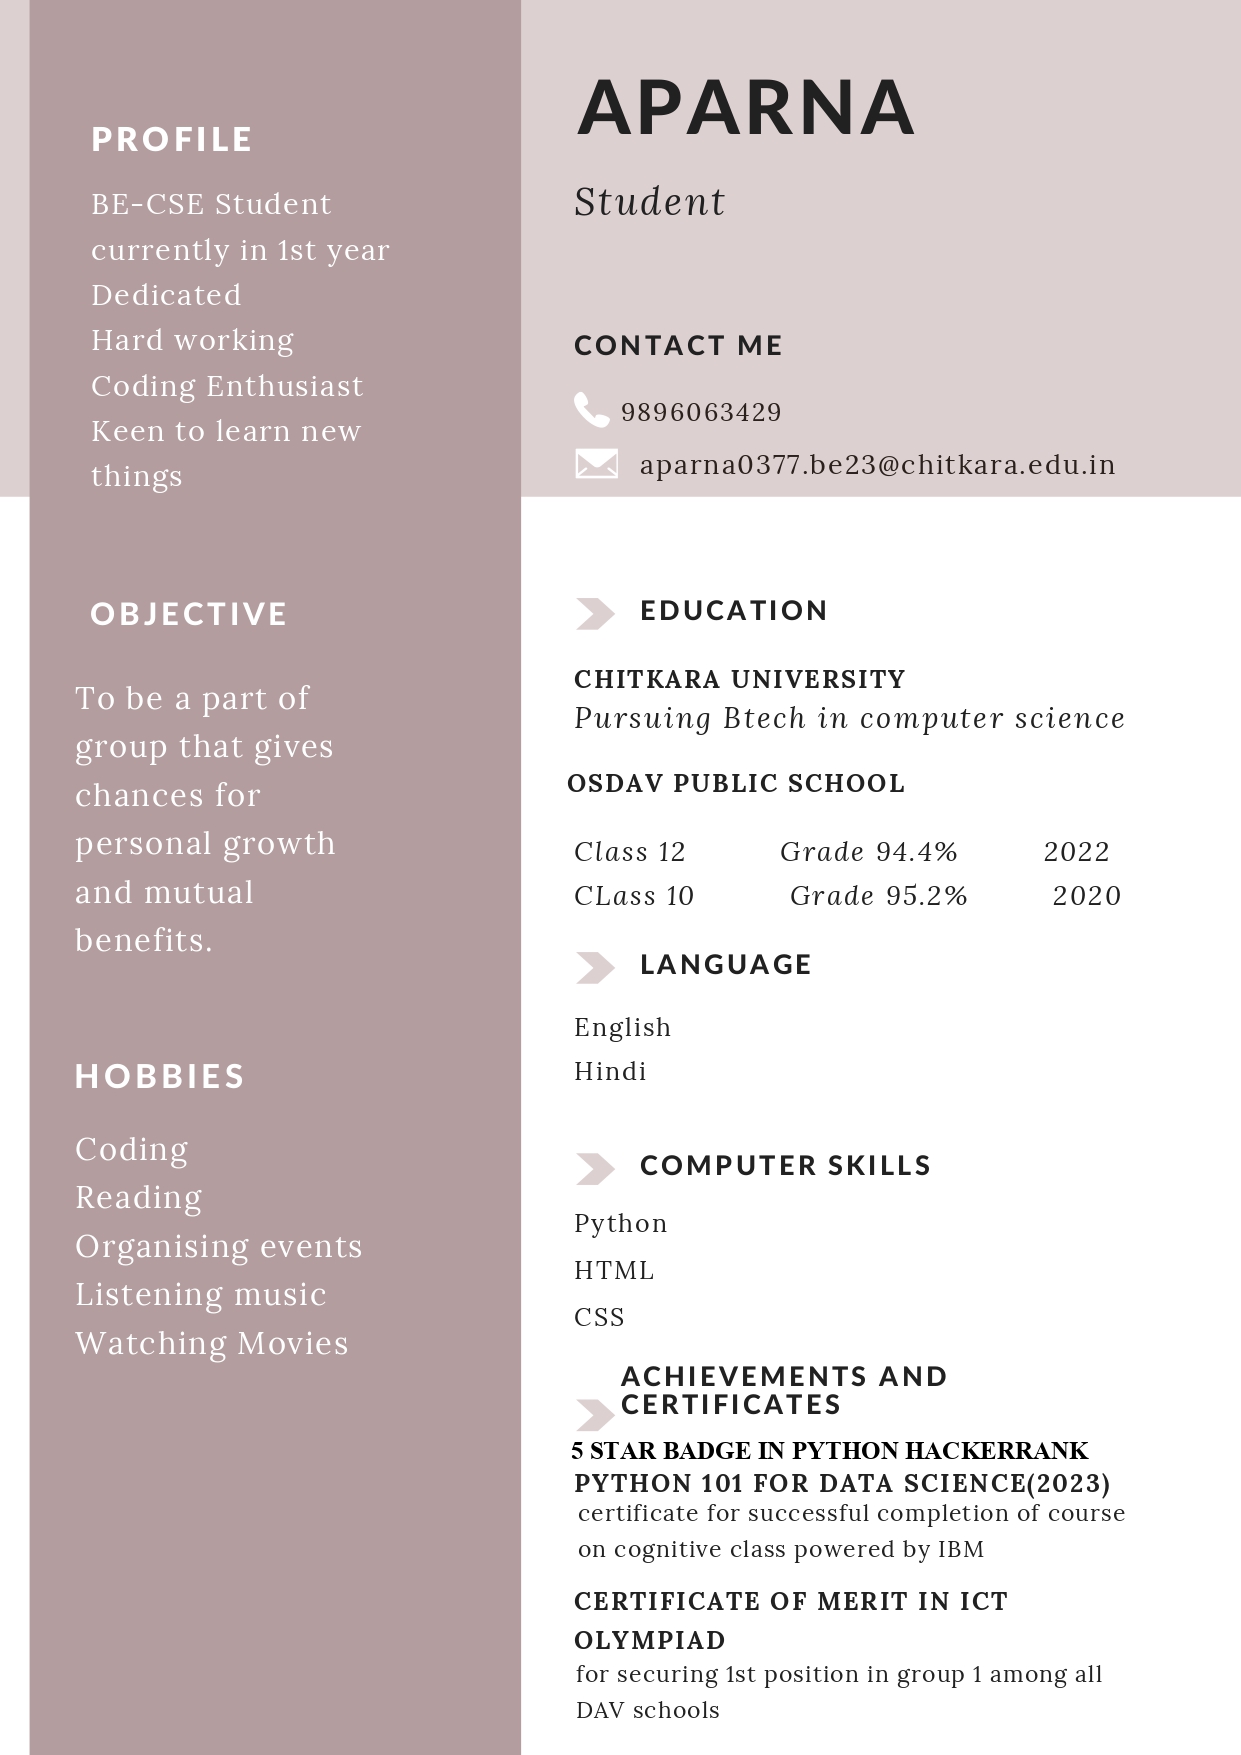 PROFILE
BE-CSE Student
currently in 1st year
Dedicated
Hard working
Coding Enthusiast
Keen to learn new
things
OBJECTIVE
To be a part of
group that gives
chances for
personal growth
and mutual
benefits.
HOBBIES
Coding
Reading
Organising events
Listening music
Watching Movies
APARNA
Student
CONTACT ME
9896063429
aparna0377.be23@chitkara.edu.in
EDUCATION
CHITKARA UNIVERSITY
Pursuing Btech in computer science
OSDAV PUBLIC SCHOOL
Class 12 Grade 94.4% 2022
CLass 10 Grade 95.2% 2020
LANGUAGE
English
Hindi
COMPUTER SKILLS
Python
HTML
CSS
ACHIEVEMENTS AND
CERTIFICATES
5 STAR BADGE IN PYTHON HACKERRANK
PYTHON 101 FOR DATA SCIENCE(2023)
certificate for successful completion of course
on cognitive class powered by IBM
CERTIFICATE OF MERIT IN ICT
OLYMPIAD
for securing 1st position in group 1 among all
DAV schools